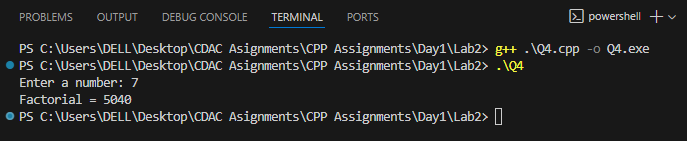 PROBLEMS OUTPUT DEBUG CONSOLE TERMINAL PORTS powershell
PS C:\Users\DELL\Desktop\CDAC Asignments\CPP Assignments\Day1\Lab2> g++ .\Q4.cpp -o Q4.exe
PS C:\Users\DELL\Desktop\CDAC Asignments\CPP Assignments\Day1\Lab2> .\Q4
Enter a number: 7
Factorial = 5040
PS C:\Users\DELL\Desktop\CDAC Asignments\CPP Assignments\Day1\Lab2>